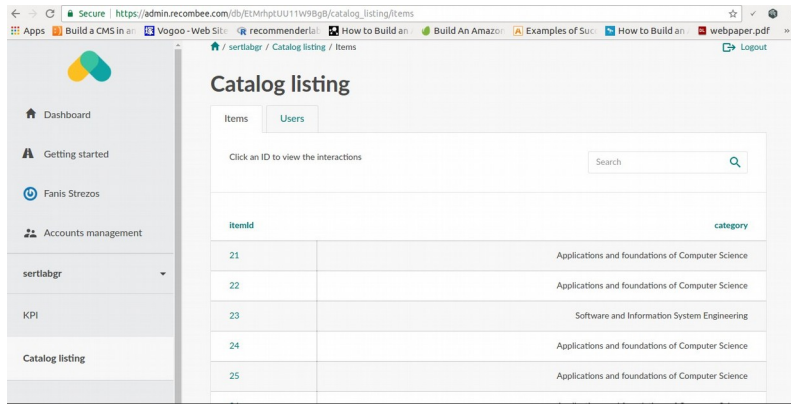 Secure | https://admin.recombee.com/db/EtMrhptUU11W9BgB/catalog_listing/items
Apps Build a CMS in an Vogoo - Web Site recommenderlab How to Build an Build An Amazon Examples of Suc How to Build an webpaper.pdf »
/ sertlabgr / Catalog listing / Items
Logout
Catalog listing
Items Users
Click an ID to view the interactions
Search
Dashboard
Getting started
Fanis Strezos
Accounts management
sertlabgr
KPI
Catalog listing
itemId category
21 Applications and foundations of Computer Science
22 Applications and foundations of Computer Science
23 Software and Information System Engineering
24 Applications and foundations of Computer Science
25 Applications and foundations of Computer Science